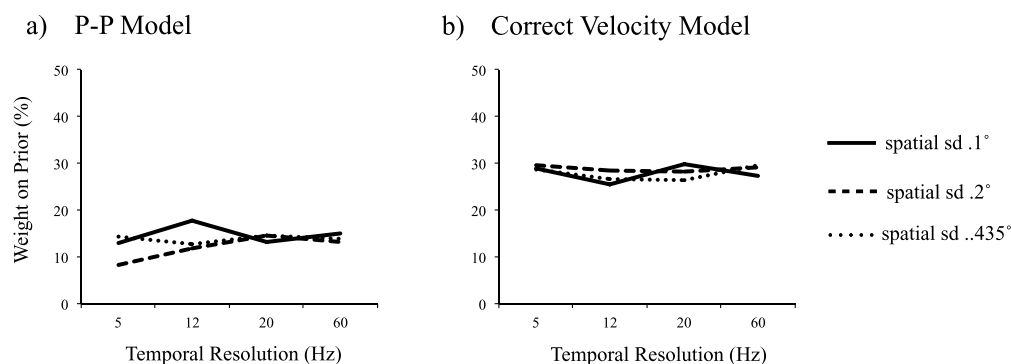 a) P-P Model
b) Correct Velocity Model
Weight on Prior (%)
50
40
30
20
10
0
5 12 20 60
Temporal Resolution (Hz)
50
40
30
20
10
0
5 12 20 60
Temporal Resolution (Hz)
spatial sd .1°
spatial sd .2°
spatial sd ..435°